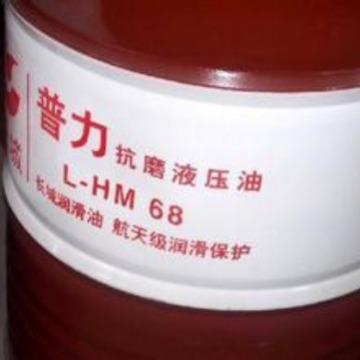 普力 抗磨液压油
L-HM 68
长城润滑油 航天级润滑保护